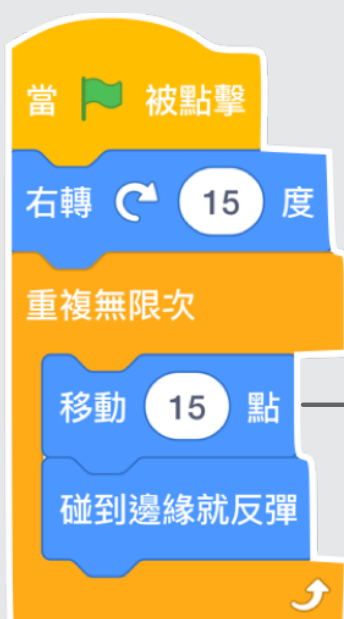 當 被點擊
右轉 15 度
重複無限次
移動 15 點
碰到邊緣就反彈